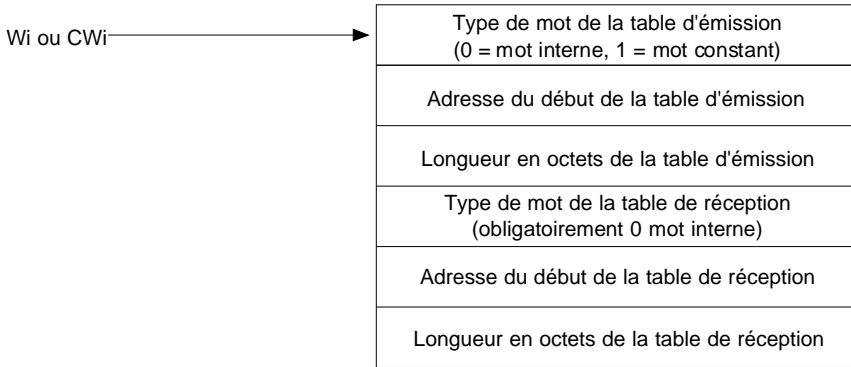 Wi ou CWi
Type de mot de la table d'émission
(0 = mot interne, 1 = mot constant)
Adresse du début de la table d'émission
Longueur en octets de la table d'émission
Type de mot de la table de réception
(obligatoirement 0 mot interne)
Adresse du début de la table de réception
Longueur en octets de la table de réception